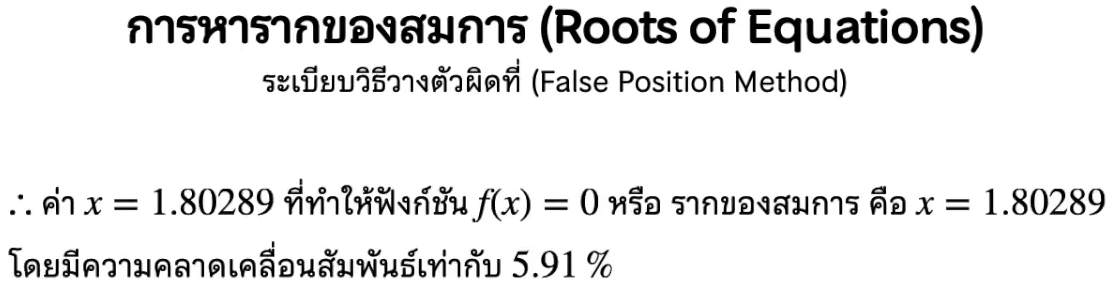 การหารากของสมการ (Roots of Equations)
ระเบียบวิธีวางตัวผิดที่ (False Position Method)
∴ ค่า x = 1.80289 ที่ทำให้ฟังก์ชัน f(x) = 0 หรือ รากของสมการ คือ x = 1.80289
โดยมีความคลาดเคลื่อนสัมพันธ์เท่ากับ 5.91 %